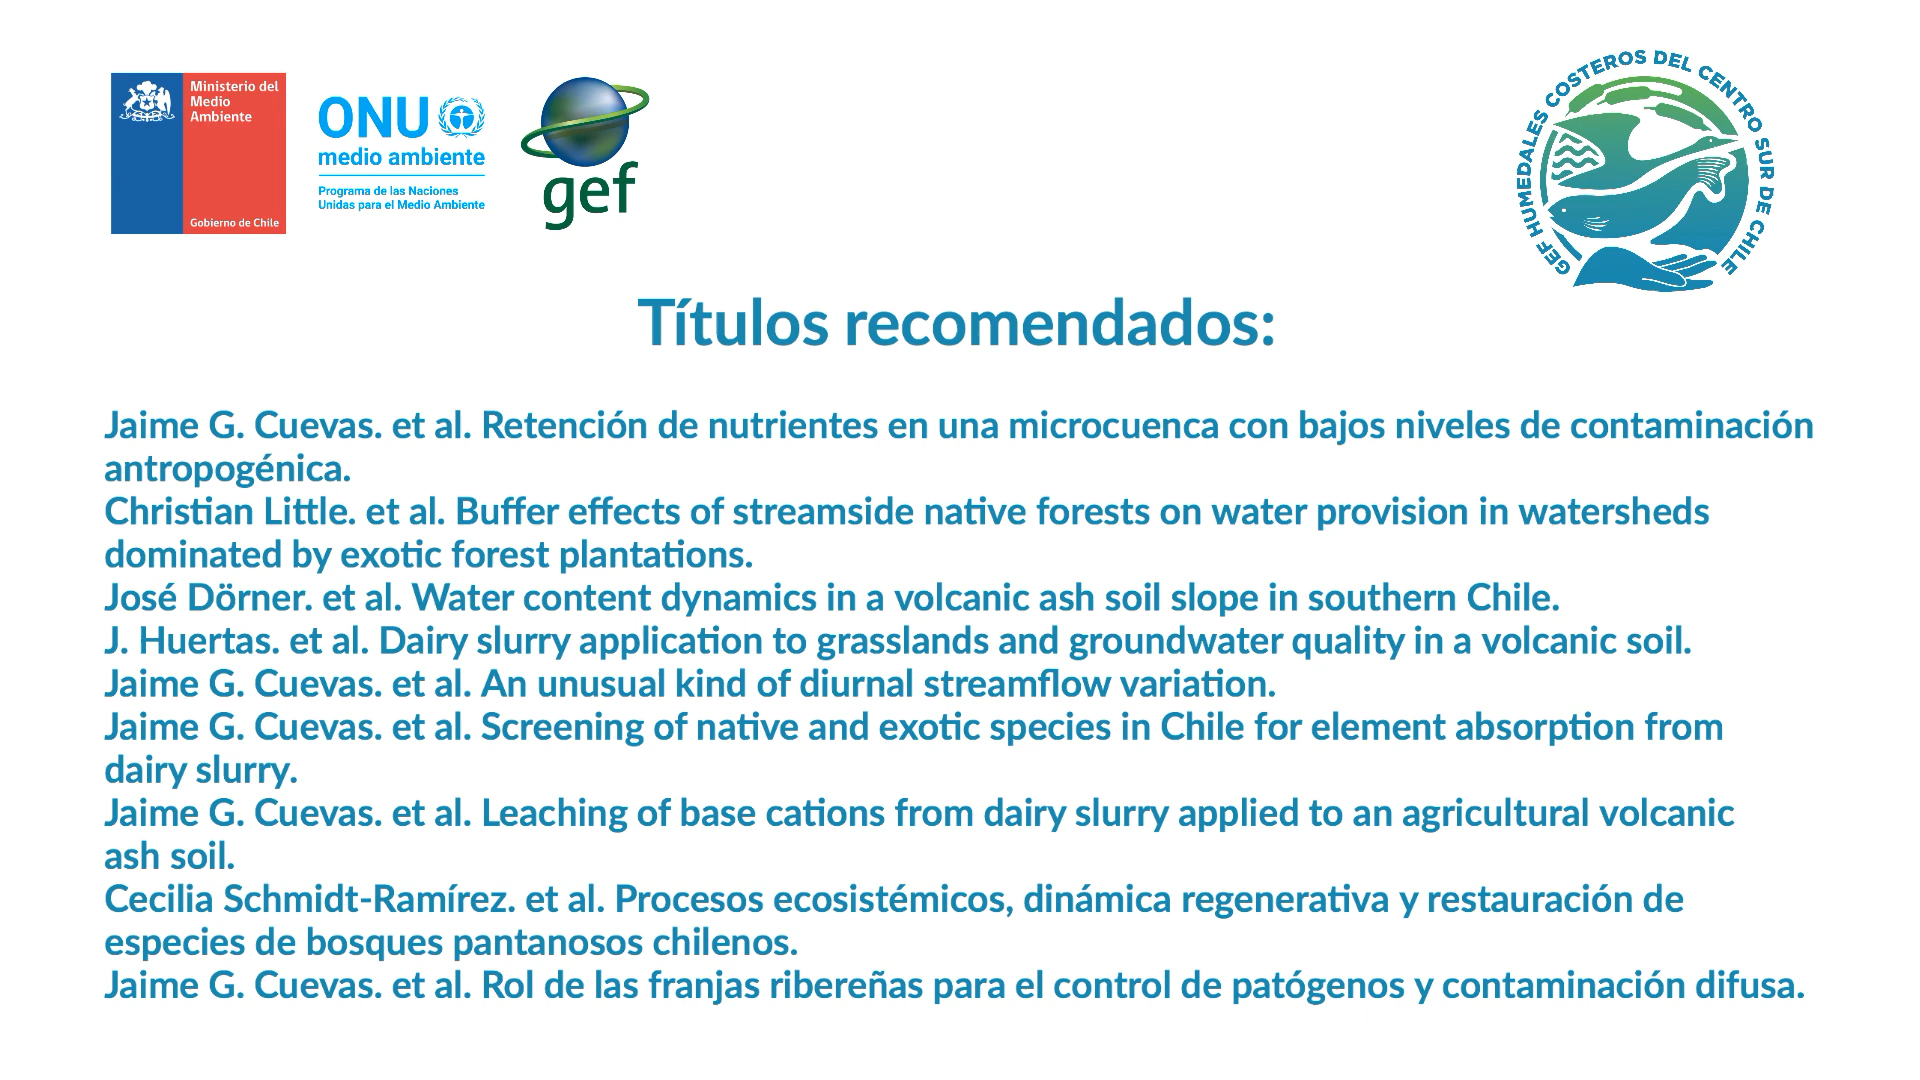 Ministerio del
Medio
Ambiente
Gobierno de Chile
ONU
medio ambiente
Programa de las Naciones
Unidas para el Medio Ambiente
gef
GEF HUMEDALES COSTEROS DEL CENTRO SUR DE CHILE
Títulos recomendados:
Jaime G. Cuevas. et al. Retención de nutrientes en una microcuenca con bajos niveles de contaminación
antropogénica.
Christian Little. et al. Buffer effects of streamside native forests on water provision in watersheds
dominated by exotic forest plantations.
José Dörner. et al. Water content dynamics in a volcanic ash soil slope in southern Chile.
J. Huertas. et al. Dairy slurry application to grasslands and groundwater quality in a volcanic soil.
Jaime G. Cuevas. et al. An unusual kind of diurnal streamflow variation.
Jaime G. Cuevas. et al. Screening of native and exotic species in Chile for element absorption from
dairy slurry.
Jaime G. Cuevas. et al. Leaching of base cations from dairy slurry applied to an agricultural volcanic
ash soil.
Cecilia Schmidt-Ramírez. et al. Procesos ecosistémicos, dinámica regenerativa y restauración de
especies de bosques pantanosos chilenos.
Jaime G. Cuevas. et al. Rol de las franjas ribereñas para el control de patógenos y contaminación difusa.